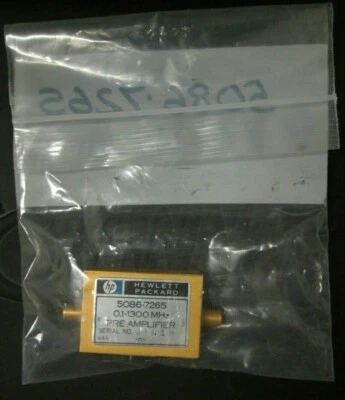 5086-7265
hp HEWLETT
PACKARD
5086-7265
0.1-1300 MHz
PRE AMPLIFIER
SERIAL NO.